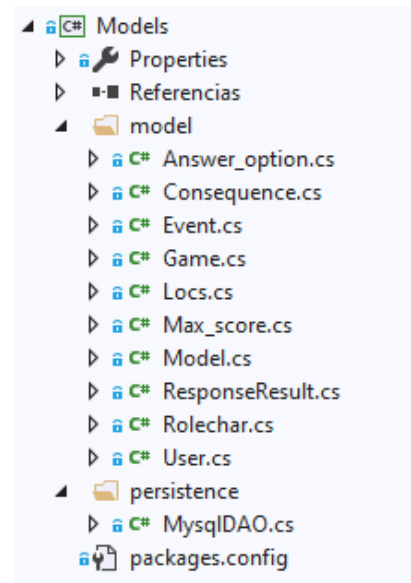 C# Models
Properties
Referencias
model
C# Answer_option.cs
C# Consequence.cs
C# Event.cs
C# Game.cs
C# Locs.cs
C# Max_score.cs
C# Model.cs
C# ResponseResult.cs
C# Rolechar.cs
C# User.cs
persistence
C# MysqlDAO.cs
packages.config